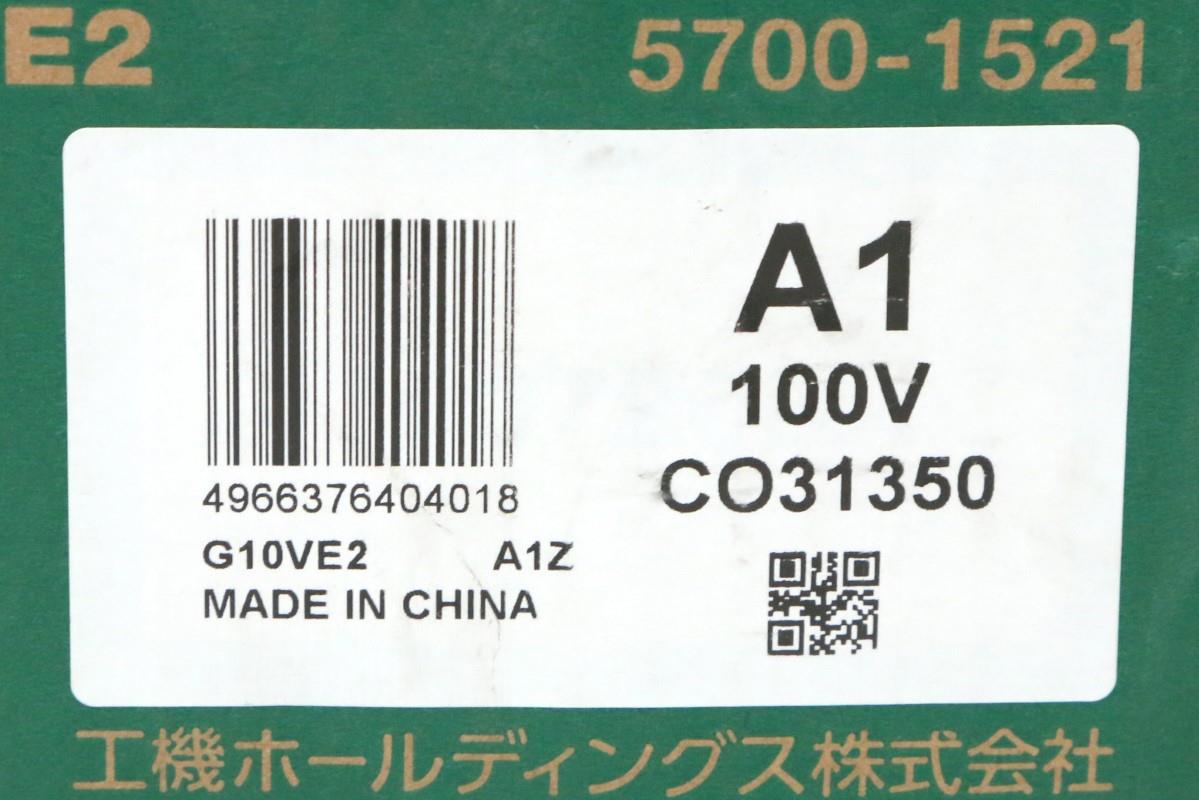 E2 5700-1521
A1
100V
CO31350
4966376404018
G10VE2 A1Z
MADE IN CHINA
工機ホールディングス株式会社